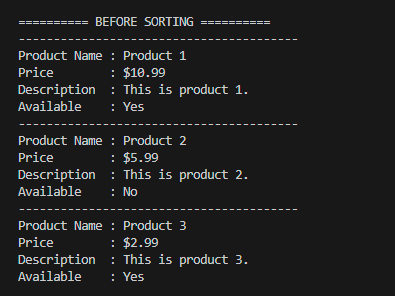 ========== BEFORE SORTING ==========
----------------------------------------
Product Name : Product 1
Price        : $10.99
Description  : This is product 1.
Available    : Yes
----------------------------------------
Product Name : Product 2
Price        : $5.99
Description  : This is product 2.
Available    : No
----------------------------------------
Product Name : Product 3
Price        : $2.99
Description  : This is product 3.
Available    : Yes